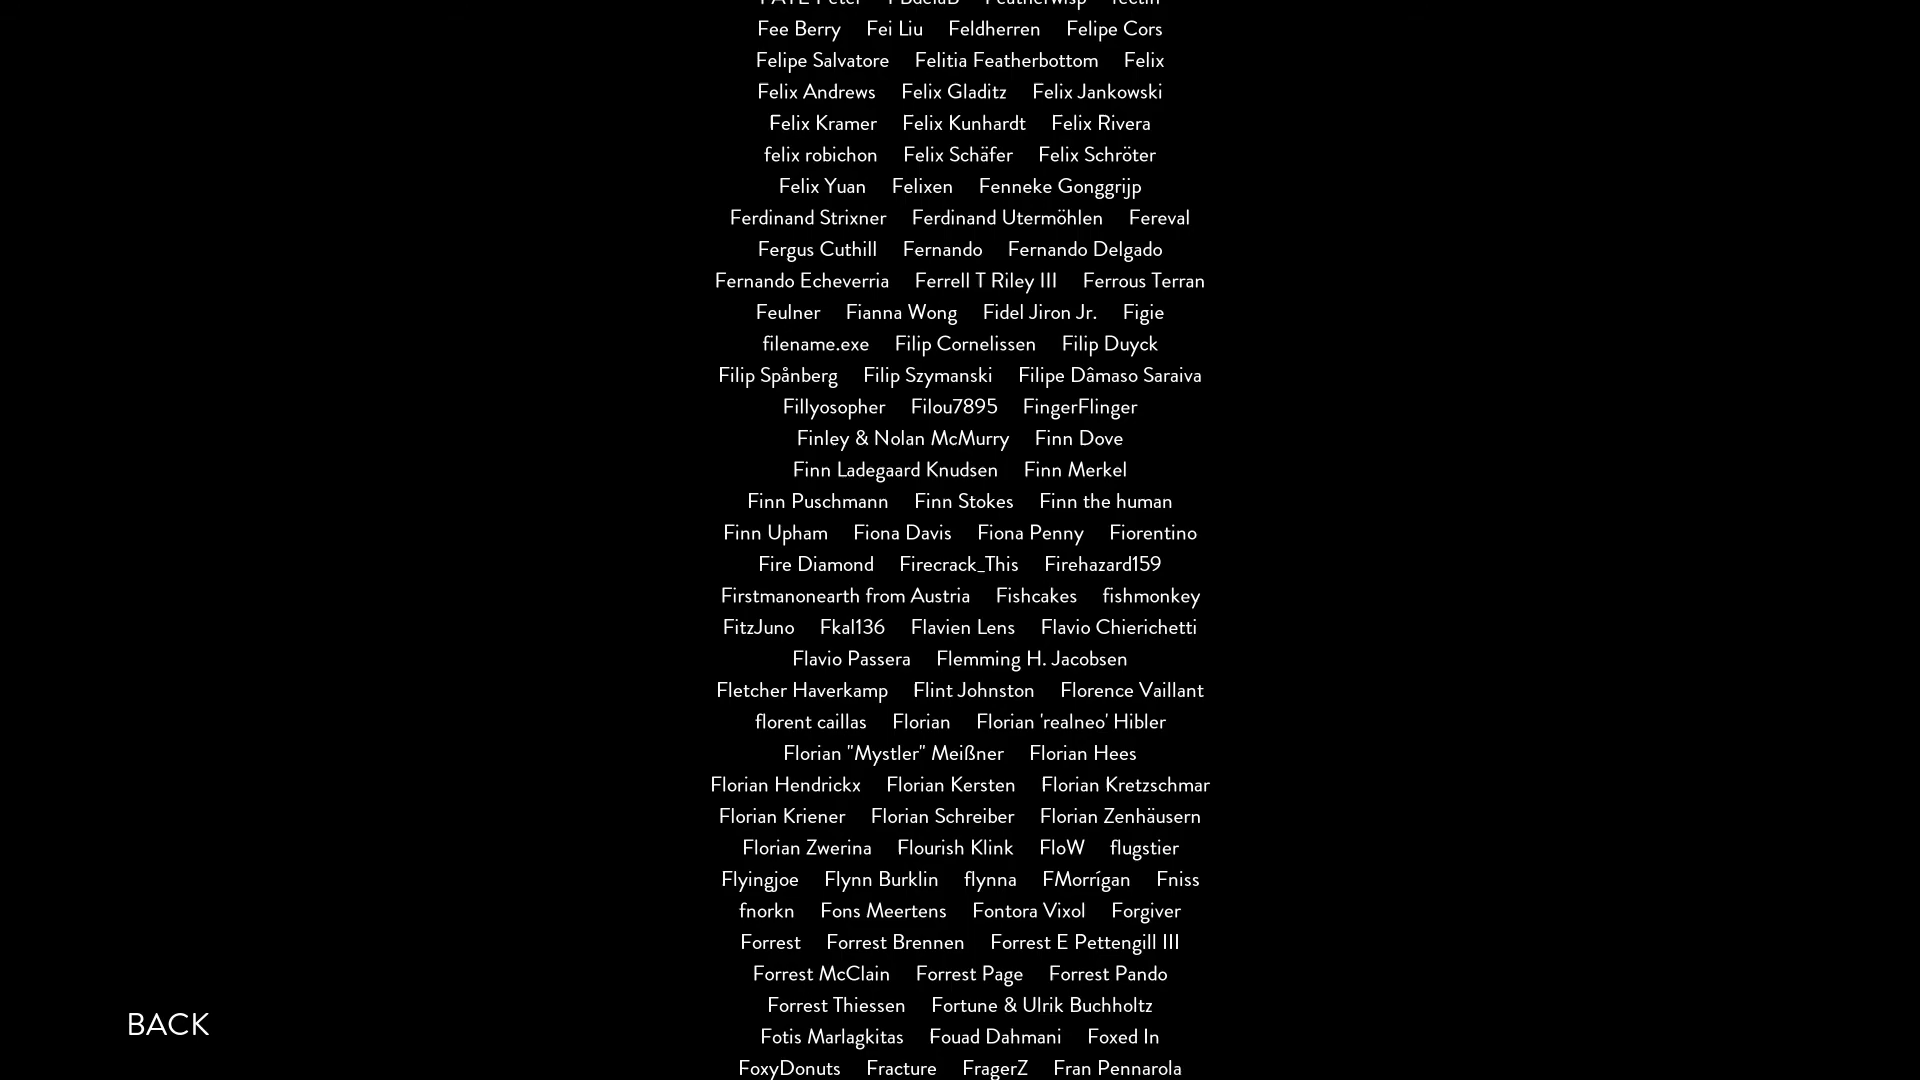 Fee Berry Fei Liu Feldherren Felipe Cors
Felipe Salvatore Felitia Featherbottom Felix
Felix Andrews Felix Gladitz Felix Jankowski
Felix Kramer Felix Kunhardt Felix Rivera
felix robichon Felix Schäfer Felix Schröter
Felix Yuan Felixen Fenneke Gonggrijp
Ferdinand Strixner Ferdinand Utermöhlen Fereval
Fergus Cuthill Fernando Fernando Delgado
Fernando Echeverria Ferrell T Riley III Ferrous Terran
Feulner Fianna Wong Fidel Jiron Jr. Figie
filename.exe Filip Cornelissen Filip Duyck
Filip Spånberg Filip Szymanski Filipe Dâmaso Saraiva
Fillyosopher Filou7895 FingerFlinger
Finley & Nolan McMurry Finn Dove
Finn Ladegaard Knudsen Finn Merkel
Finn Puschmann Finn Stokes Finn the human
Finn Upham Fiona Davis Fiona Penny Fiorentino
Fire Diamond Firecrack_This Firehazard159
Firstmanonearth from Austria Fishcakes fishmonkey
FitzJuno Fkal136 Flavien Lens Flavio Chierichetti
Flavio Passera Flemming H. Jacobsen
Fletcher Haverkamp Flint Johnston Florence Vaillant
florent caillas Florian Florian 'realneo' Hibler
Florian "Mystler" Meißner Florian Hees
Florian Hendrickx Florian Kersten Florian Kretzschmar
Florian Kriener Florian Schreiber Florian Zenhäusern
Florian Zwerina Flourish Klink FloW flugstier
Flyingjoe Flynn Burklin flynna FMorrígan Fniss
fnorkn Fons Meertens Fontora Vixol Forgiver
Forrest Forrest Brennen Forrest E Pettengill III
Forrest McClain Forrest Page Forrest Pando
Forrest Thiessen Fortune & Ulrik Buchholtz
Fotis Marlagkitas Fouad Dahmani Foxed In
FoxyDonuts Fracture FragerZ Fran Pennarola
BACK